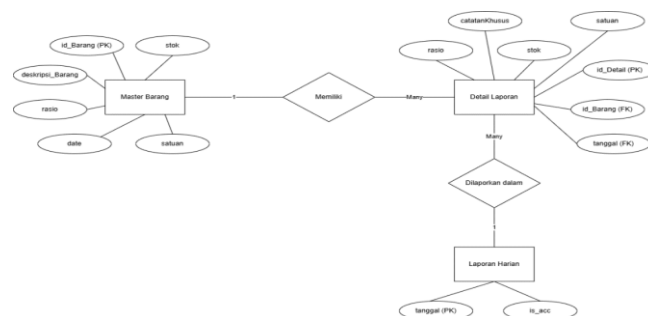 catatanKhusus
satuan
id_Barang (PK)
stok
rasio
stok
deskripsi_Barang
id_Detail (PK)
Master Barang
1
Memiliki
Many
Detail Laporan
rasio
id_Barang (FK)
date
satuan
Many
tanggal (FK)
Dilaporkan dalam
1
Laporan Harian
tanggal (PK)
is_acc